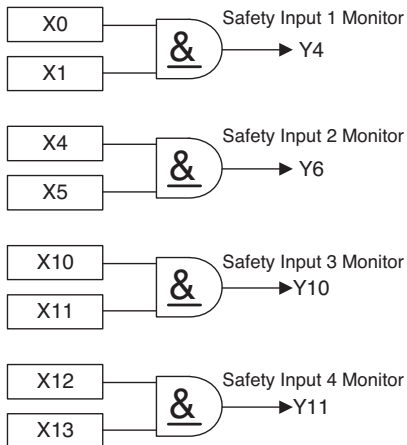 X0
Safety Input 1 Monitor
&
Y4
X1
X4
Safety Input 2 Monitor
&
Y6
X5
X10
Safety Input 3 Monitor
&
Y10
X11
X12
Safety Input 4 Monitor
&
Y11
X13